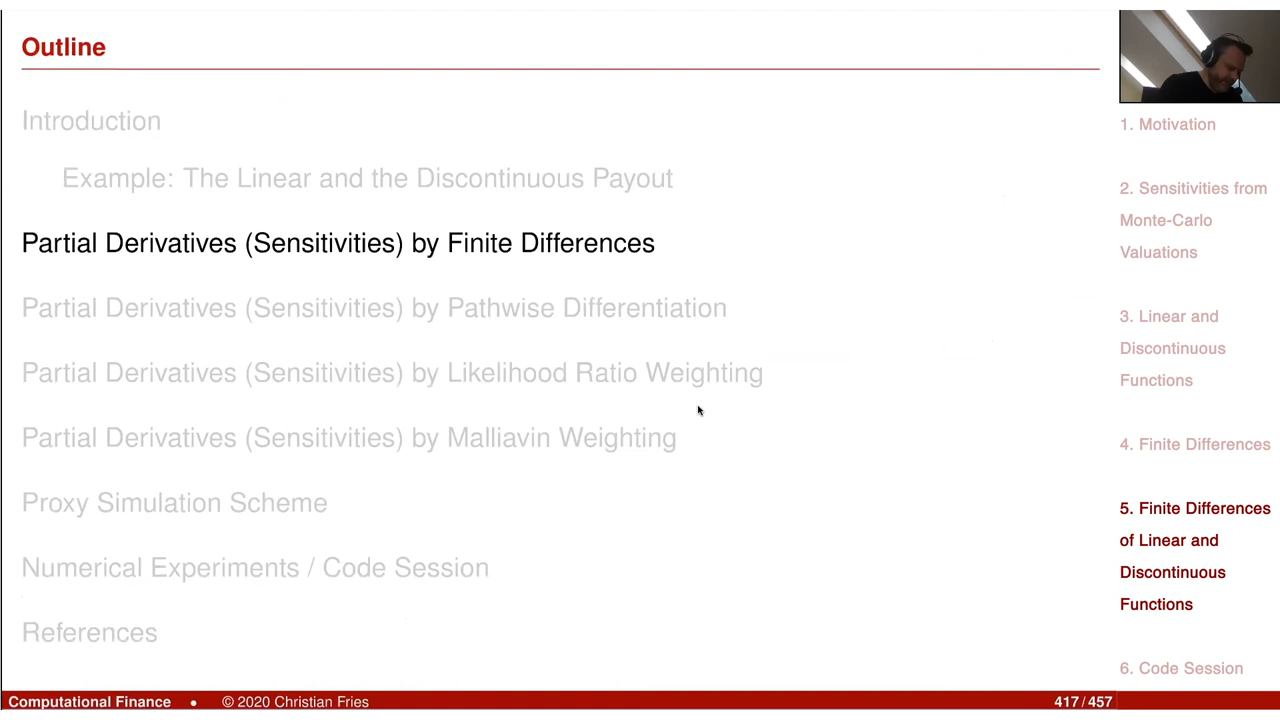 Outline
Introduction
Example: The Linear and the Discontinuous Payout
Partial Derivatives (Sensitivities) by Finite Differences
Partial Derivatives (Sensitivities) by Pathwise Differentiation
Partial Derivatives (Sensitivities) by Likelihood Ratio Weighting
Partial Derivatives (Sensitivities) by Malliavin Weighting
Proxy Simulation Scheme
Numerical Experiments / Code Session
References
1. Motivation
2. Sensitivities from
Monte-Carlo
Valuations
3. Linear and
Discontinuous
Functions
4. Finite Differences
5. Finite Differences
of Linear and
Discontinuous
Functions
6. Code Session
Computational Finance • © 2020 Christian Fries 417/457